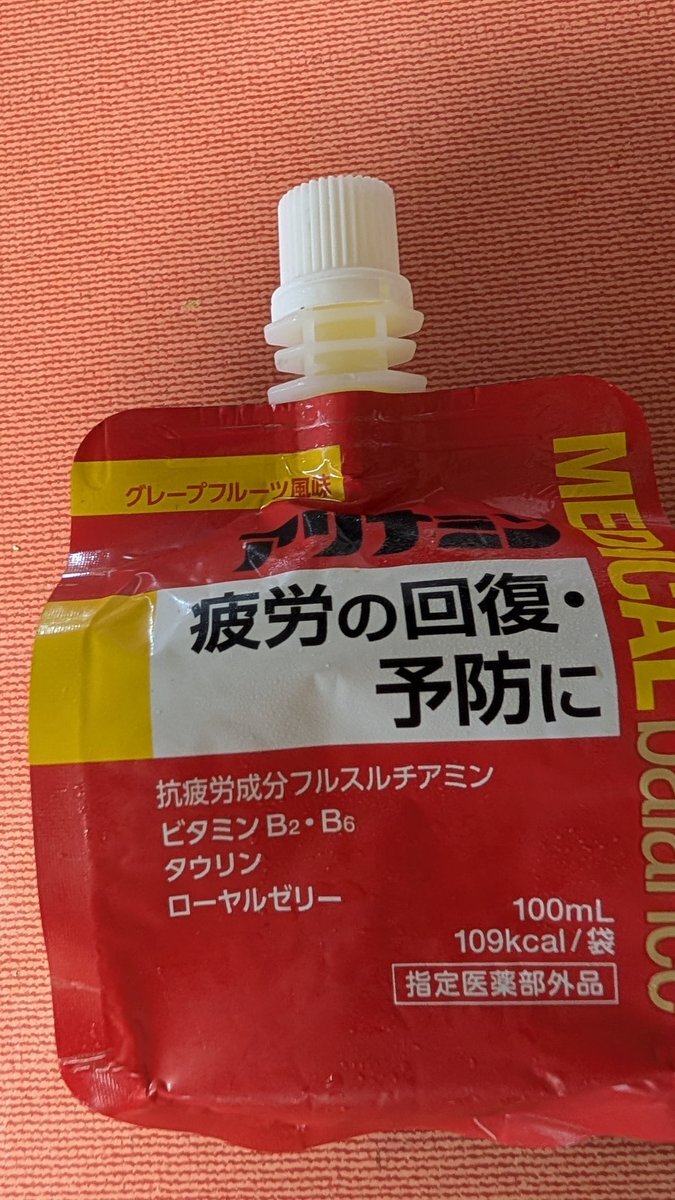 グレープフルーツ風味
アリナミン
MEDICAL balance
疲労の回復・
予防に
抗疲労成分フルスルチアミン
ビタミンB2・B6
タウリン
ローヤルゼリー
100mL
109kcal/袋
指定医薬部外品